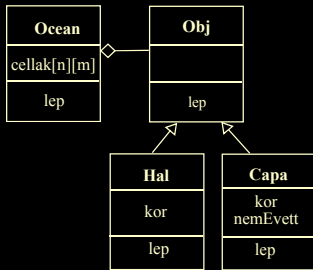 Ocean
cellak[n][m]
lep
Obj
lep
Hal
kor
lep
Capa
kor
nemEvett
lep